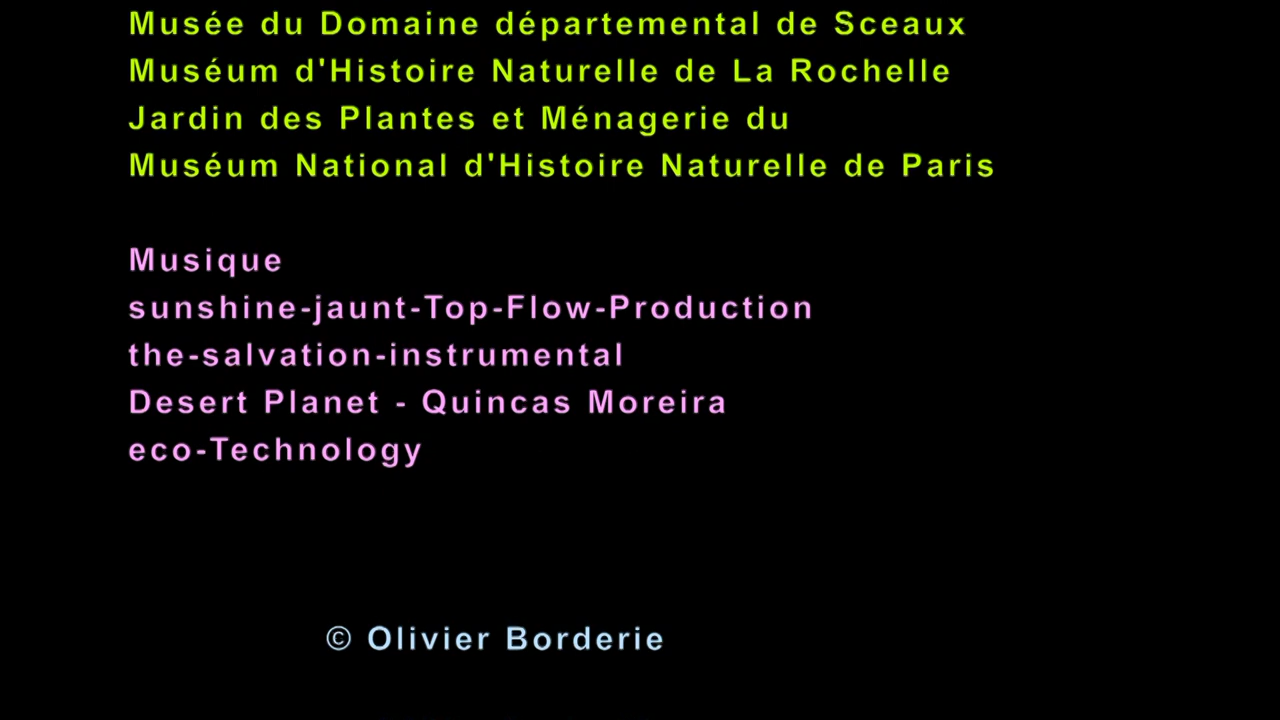 Musée du Domaine départemental de Sceaux
Muséum d'Histoire Naturelle de La Rochelle
Jardin des Plantes et Ménagerie du
Muséum National d'Histoire Naturelle de Paris
Musique
sunshine-jaunt-Top-Flow-Production
the-salvation-instrumental
Desert Planet - Quincas Moreira
eco-Technology
© Olivier Borderie